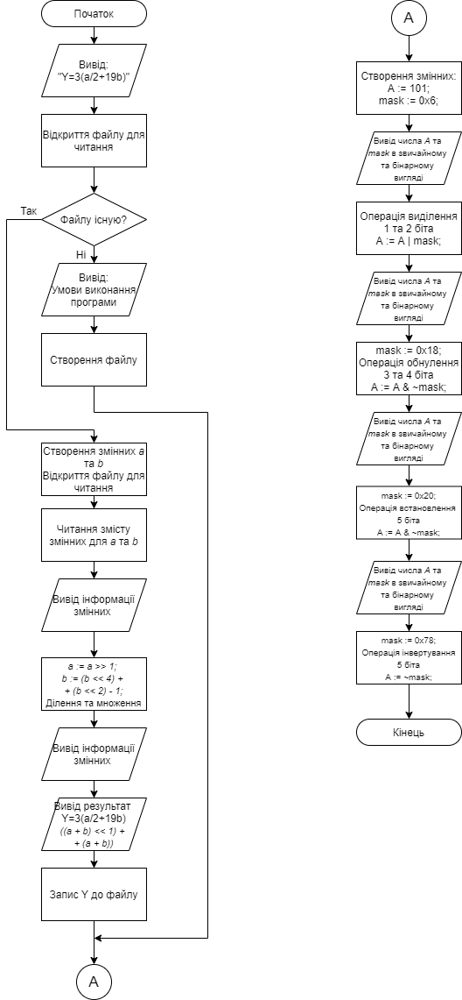 Початок
Вивід:
"Y=3(a/2+19b)"
Відкриття файлу для
читання
Файлу існую?
Так
Ні
Вивід:
Умови виконання
програми
Створення файлу
Створення змінних a
та b
Відкриття файлу для
читання
Читання змісту
змінних для a та b
Вивід інформації
змінних
a := a >> 1;
b := (b << 4) +
+ (b << 2) - 1;
Ділення та множення
Вивід інформації
змінних
Вивід результат
Y=3(a/2+19b)
((a + b) << 1) +
+ (a + b))
Запис Y до файлу
A
A
Створення змінних:
A := 101;
mask := 0x6;
Вивід числа A та
mask в звичайному
та бінарному
вигляді
Операція виділення
1 та 2 біта
A := A | mask;
Вивід числа A та
mask в звичайному
та бінарному
вигляді
mask := 0x18;
Операція обнулення
3 та 4 біта
A := A & ~mask;
Вивід числа A та
mask в звичайному
та бінарному
вигляді
mask := 0x20;
Операція встановлення
5 біта
A := A & ~mask;
Вивід числа A та
mask в звичайному
та бінарному
вигляді
mask := 0x78;
Операція інвертування
5 біта
A := ~mask;
Кінець